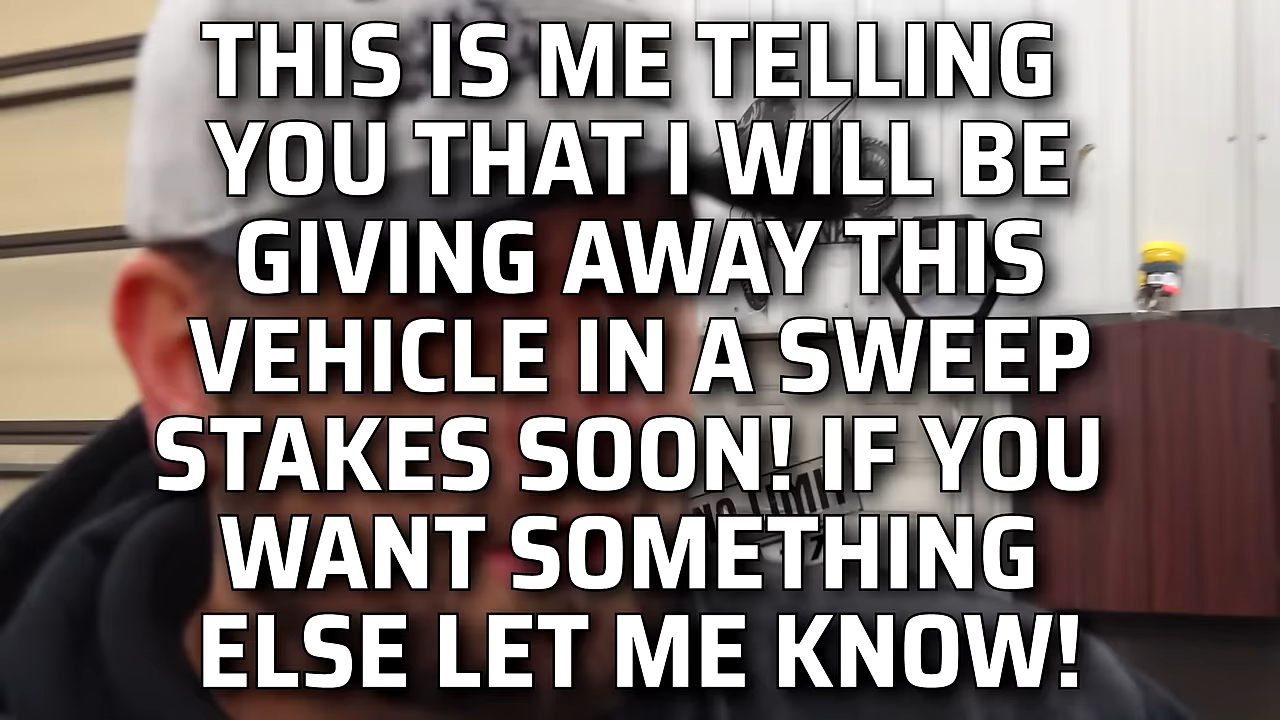 THIS IS ME TELLING
YOU THAT I WILL BE
GIVING AWAY THIS
VEHICLE IN A SWEEP
STAKES SOON! IF YOU
WANT SOMETHING
ELSE LET ME KNOW!
LIMIT